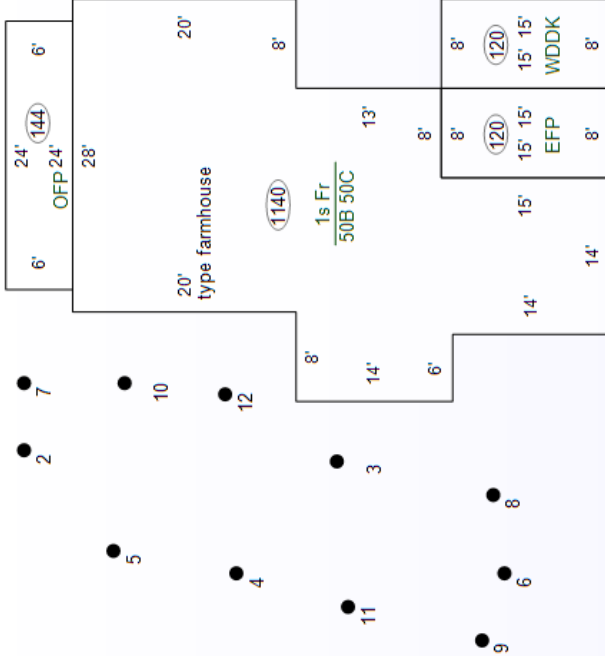 24'
6' 144 6'
2 7
24'
OFP
28'
5
10
20' 20'
type farmhouse
12
4
1140 8'
8'
1s Fr
50B 50C
11
3 14' 13'
8'
6'
8' 8'
120 120
9
8
6
15' 15' 15' 15' 15'
14'
EFP WDDK
14' 8' 8'